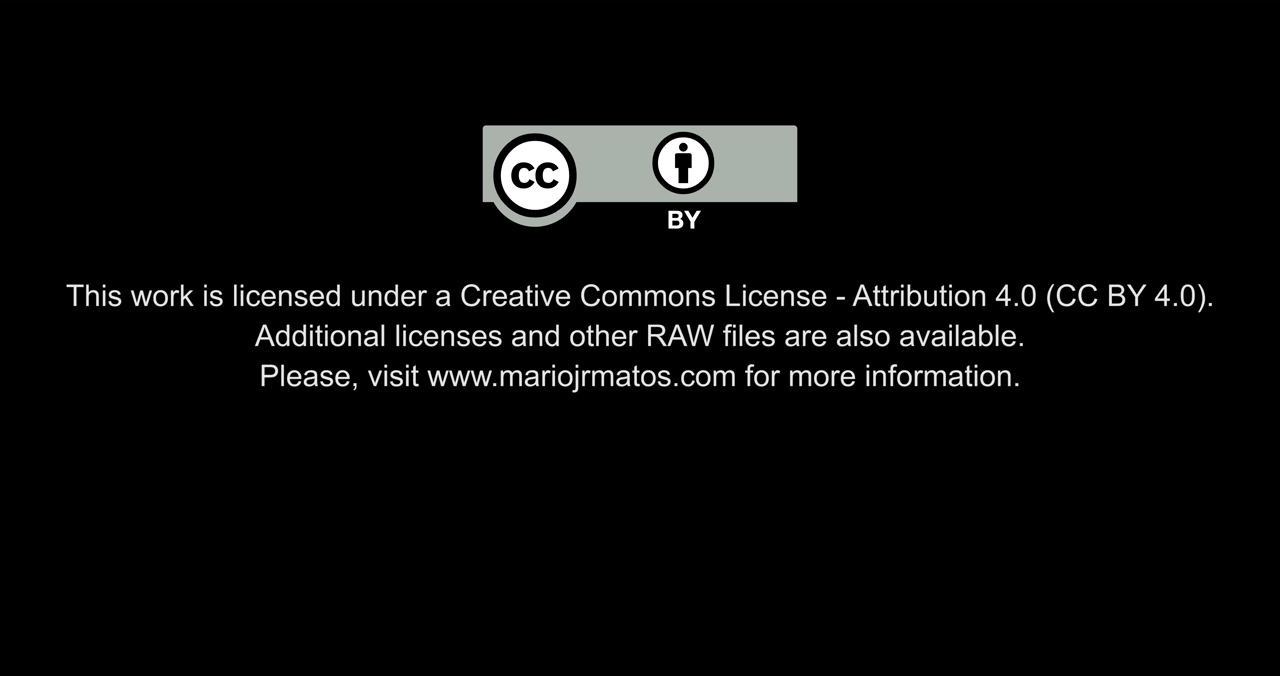 CC
BY
This work is licensed under a Creative Commons License - Attribution 4.0 (CC BY 4.0).
Additional licenses and other RAW files are also available.
Please, visit www.mariojrmatos.com for more information.